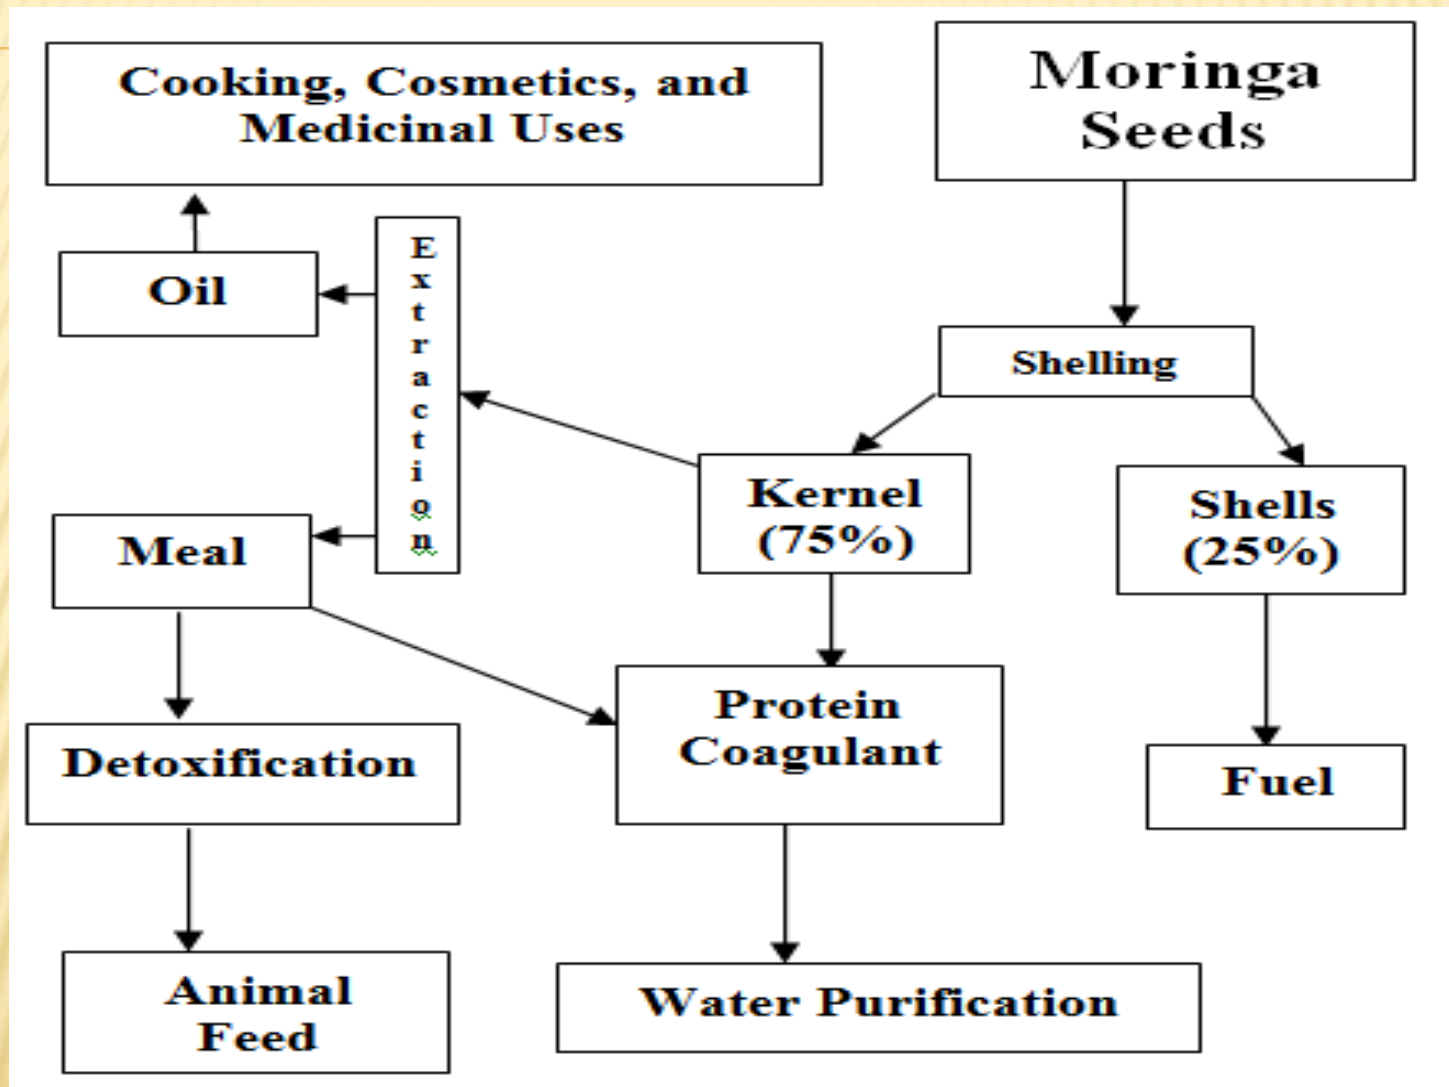 Cooking, Cosmetics, and
Medicinal Uses
Moringa
Seeds
Oil
Extraction
Shelling
Kernel
(75%)
Shells
(25%)
Meal
Protein
Coagulant
Detoxification
Fuel
Animal
Feed
Water Purification